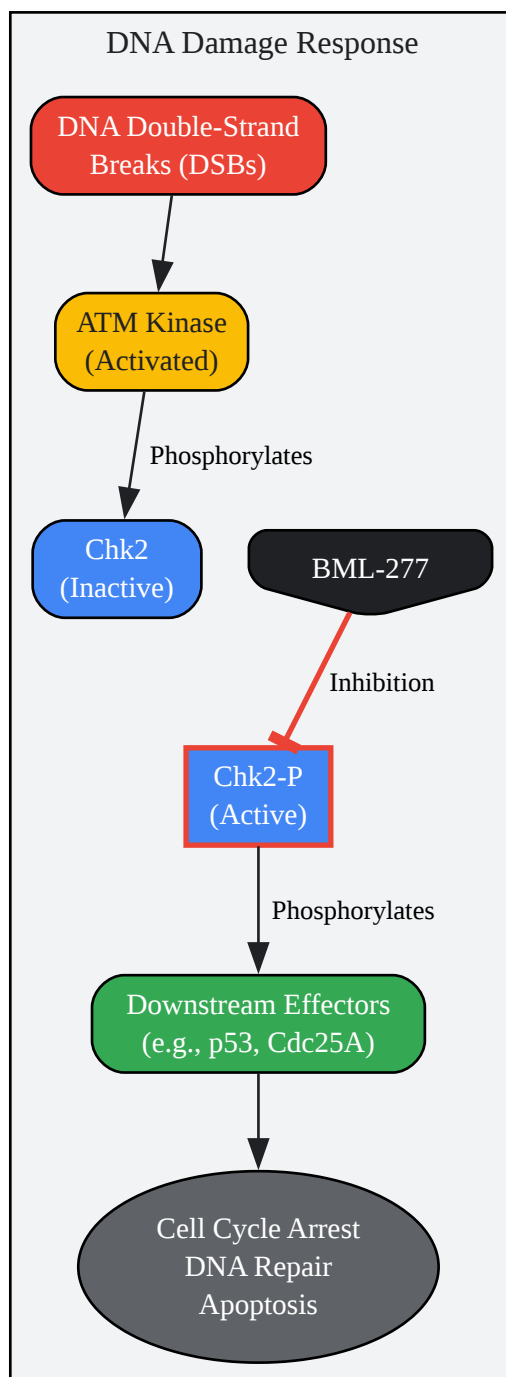 DNA Damage Response
DNA Double-Strand
Breaks (DSBs)
ATM Kinase
(Activated)
Phosphorylates
Chk2
(Inactive)
BML-277
Inhibition
Chk2-P
(Active)
Phosphorylates
Downstream Effectors
(e.g., p53, Cdc25A)
Cell Cycle Arrest
DNA Repair
Apoptosis